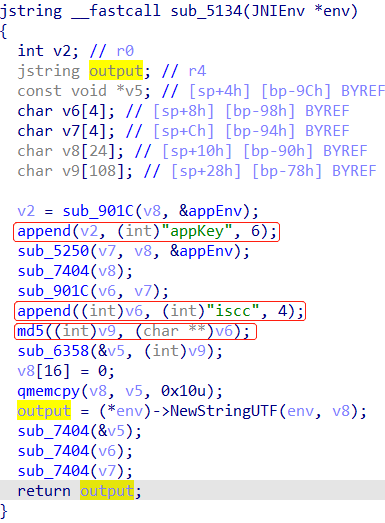 jstring __fastcall sub_5134(JNIEnv *env)
{
  int v2; // r0
  jstring output; // r4
  const void *v5; // [sp+4h] [bp-9Ch] BYREF
  char v6[4]; // [sp+8h] [bp-98h] BYREF
  char v7[4]; // [sp+Ch] [bp-94h] BYREF
  char v8[24]; // [sp+10h] [bp-90h] BYREF
  char v9[108]; // [sp+28h] [bp-78h] BYREF

  v2 = sub_901C(v8, &appEnv);
  append(v2, (int)"appKey", 6);
  sub_5250(v7, v8, &appEnv);
  sub_7404(v8);
  sub_901C(v6, v7);
  append((int)v6, (int)"iscc", 4);
  md5((int)v9, (char **)v6);
  sub_6358(&v5, (int)v9);
  v8[16] = 0;
  qmemcpy(v8, v5, 0x10u);
  output = (*env)->NewStringUTF(env, v8);
  sub_7404(&v5);
  sub_7404(v6);
  sub_7404(v7);
  return output;
}